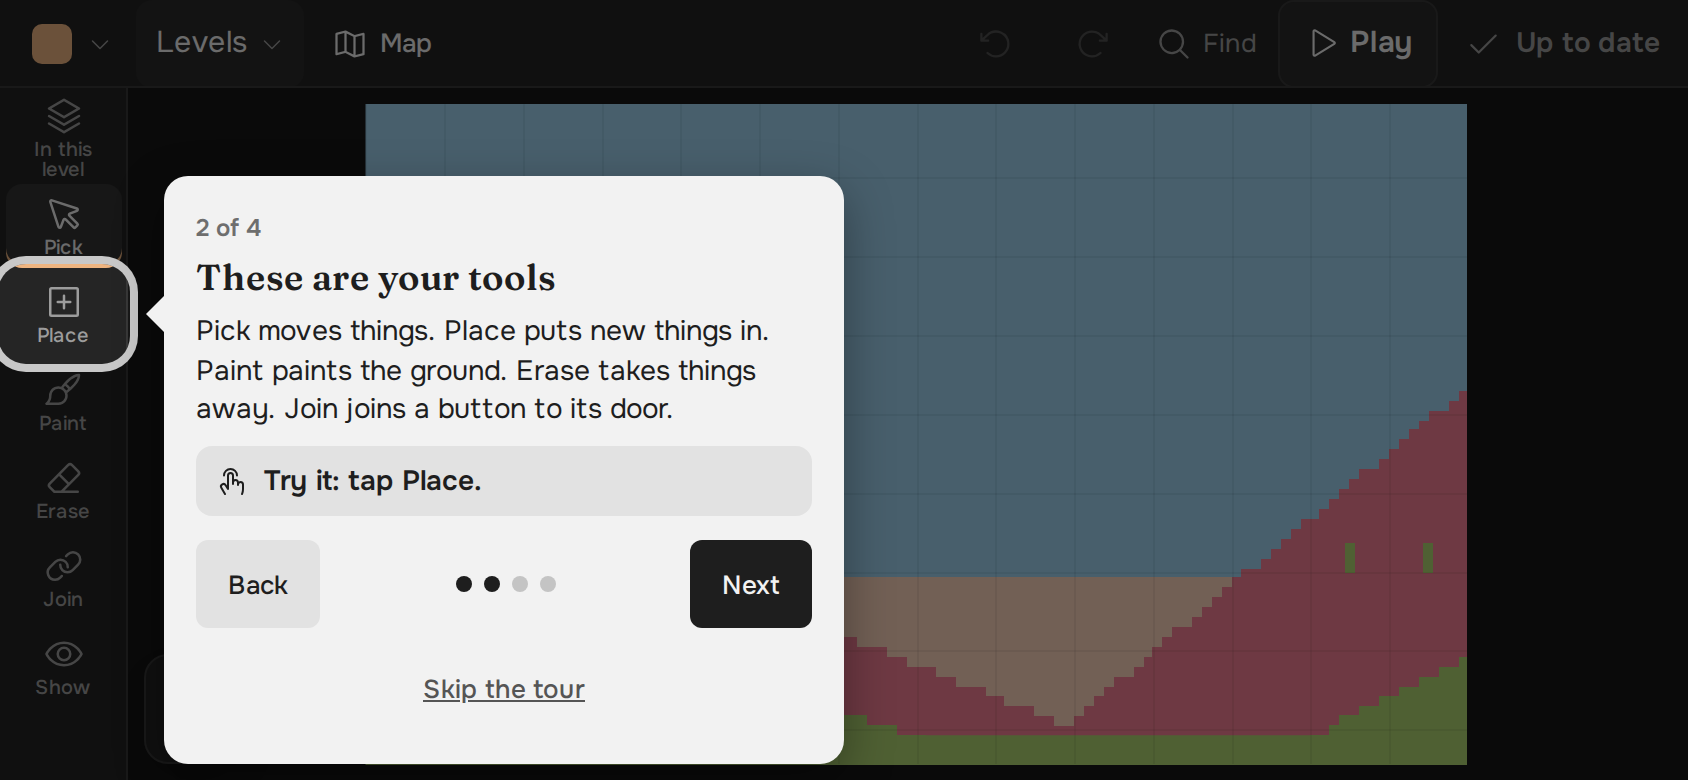 Levels
Map
Find
Play
Up to date
In this
level
Pick
Place
Paint
Erase
Join
Show
2 of 4
These are your tools
Pick moves things. Place puts new things in.
Paint paints the ground. Erase takes things
away. Join joins a button to its door.
Try it: tap Place.
Back
Next
Skip the tour